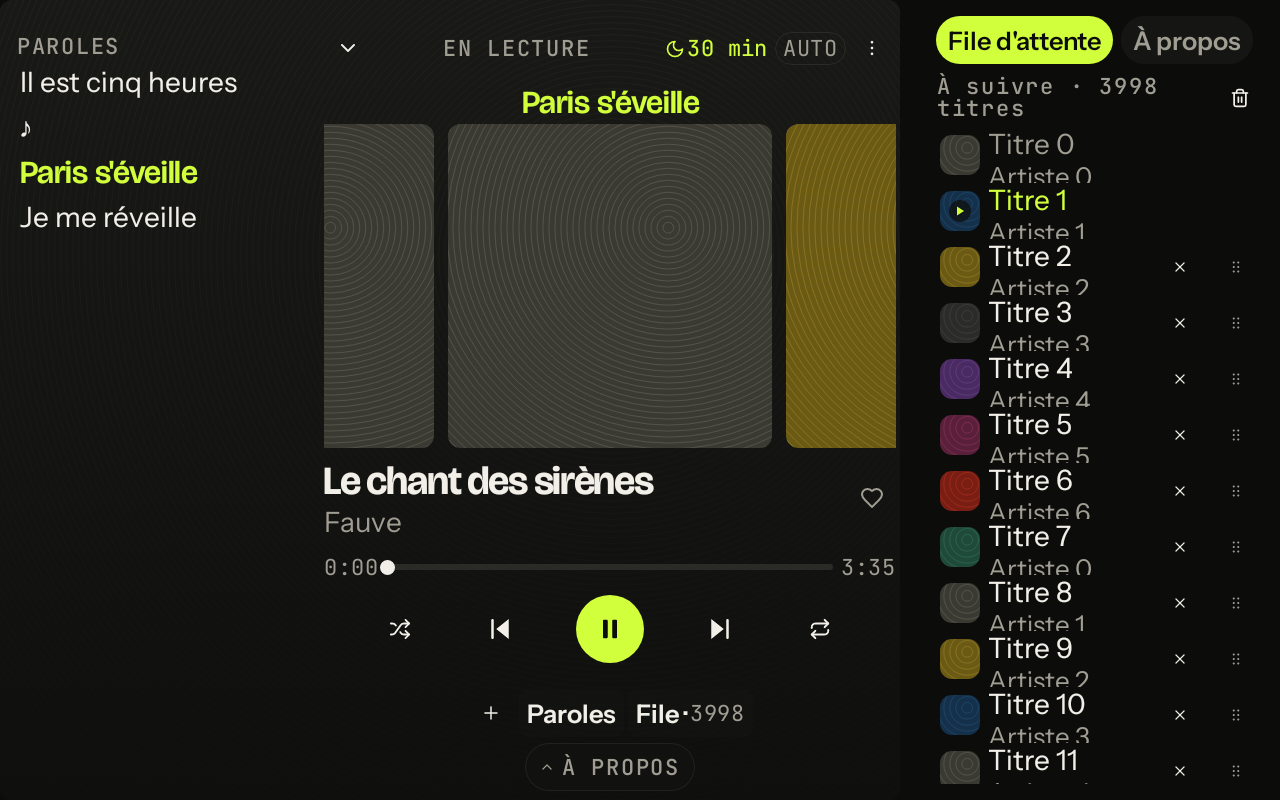 PAROLES
Il est cinq heures
♪
Paris s'éveille
Je me réveille
EN LECTURE
30 min
AUTO
Paris s'éveille
Le chant des sirènes
Fauve
0:00
3:35
Paroles
File·3998
À PROPOS
File d'attente
À propos
À suivre · 3998
titres
Titre 0
Artiste 0
Titre 1
Artiste 1
Titre 2
Artiste 2
Titre 3
Artiste 3
Titre 4
Artiste 4
Titre 5
Artiste 5
Titre 6
Artiste 6
Titre 7
Artiste 0
Titre 8
Artiste 1
Titre 9
Artiste 2
Titre 10
Artiste 3
Titre 11